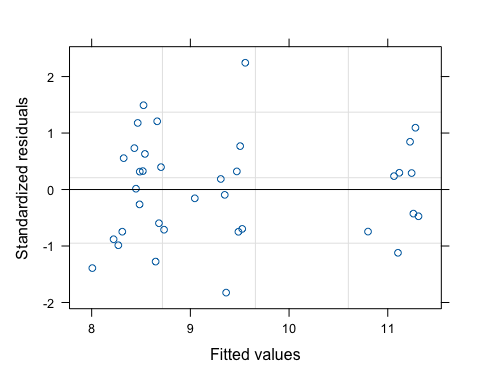 Standardized residuals
2
1
0
-1
-2
8 9 10 11
Fitted values